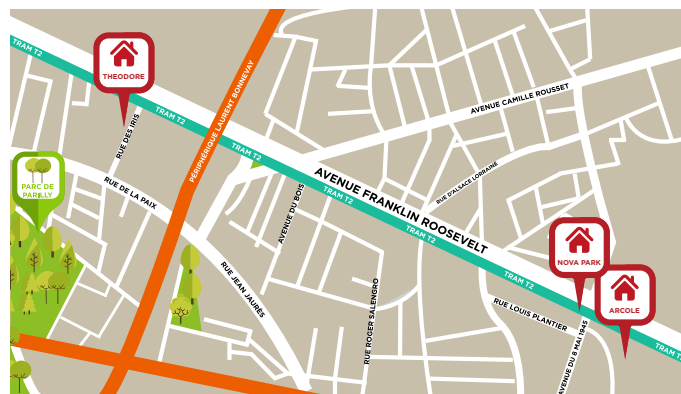 TRAM T2
THEODORE
TRAM T2
RUE DES IRIS
PÉRIPHÉRIQUE LAURENT BONNEVAY
AVENUE CAMILLE ROUSSET
TRAM T2
PARC DE
PARILLY
RUE DE LA PAIX
AVENUE FRANKLIN ROOSEVELT
RUE D'ALSACE LORRAINE
TRAM T2
AVENUE DU BOIS
TRAM T2
NOVA PARK
RUE JEAN JAURÈS
TRAM T2
RUE ROGER SALENGRO
RUE LOUIS PLANTIER
ARCOLE
AVENUE DU 8 MAI 1945
TRAM T2